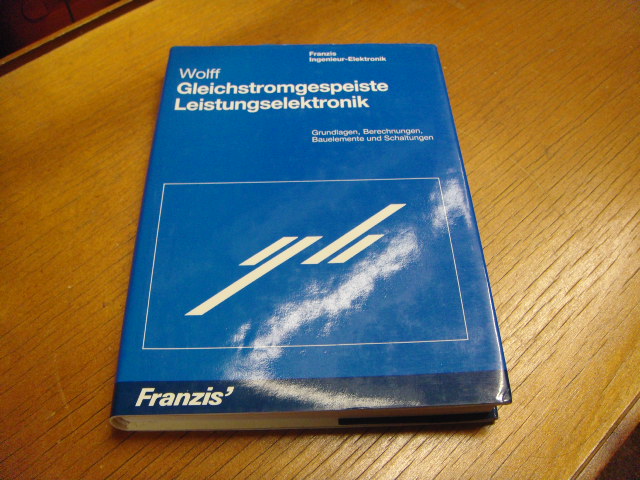 Franzis
Ingenieur-Elektronik
Wolff
Gleichstromgespeiste
Leistungselektronik
Grundlagen, Berechnungen,
Bauelemente und Schaltungen
Franzis'